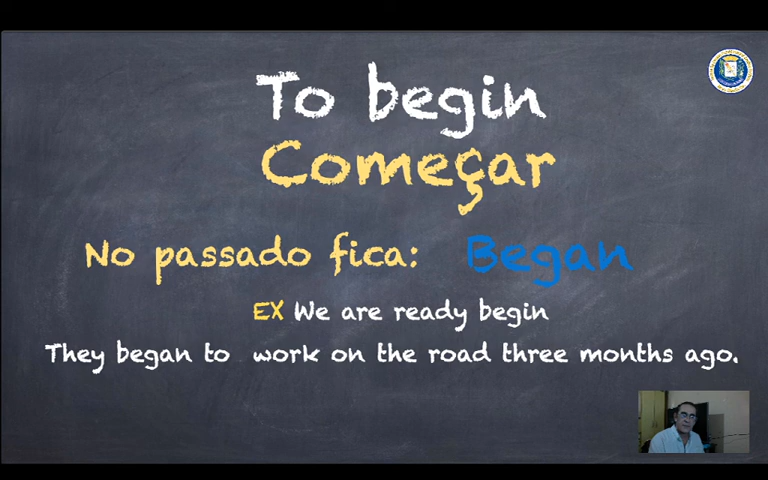 To begin
Começar
No passado fica: Began
EX We are ready begin
They began to work on the road three months ago.